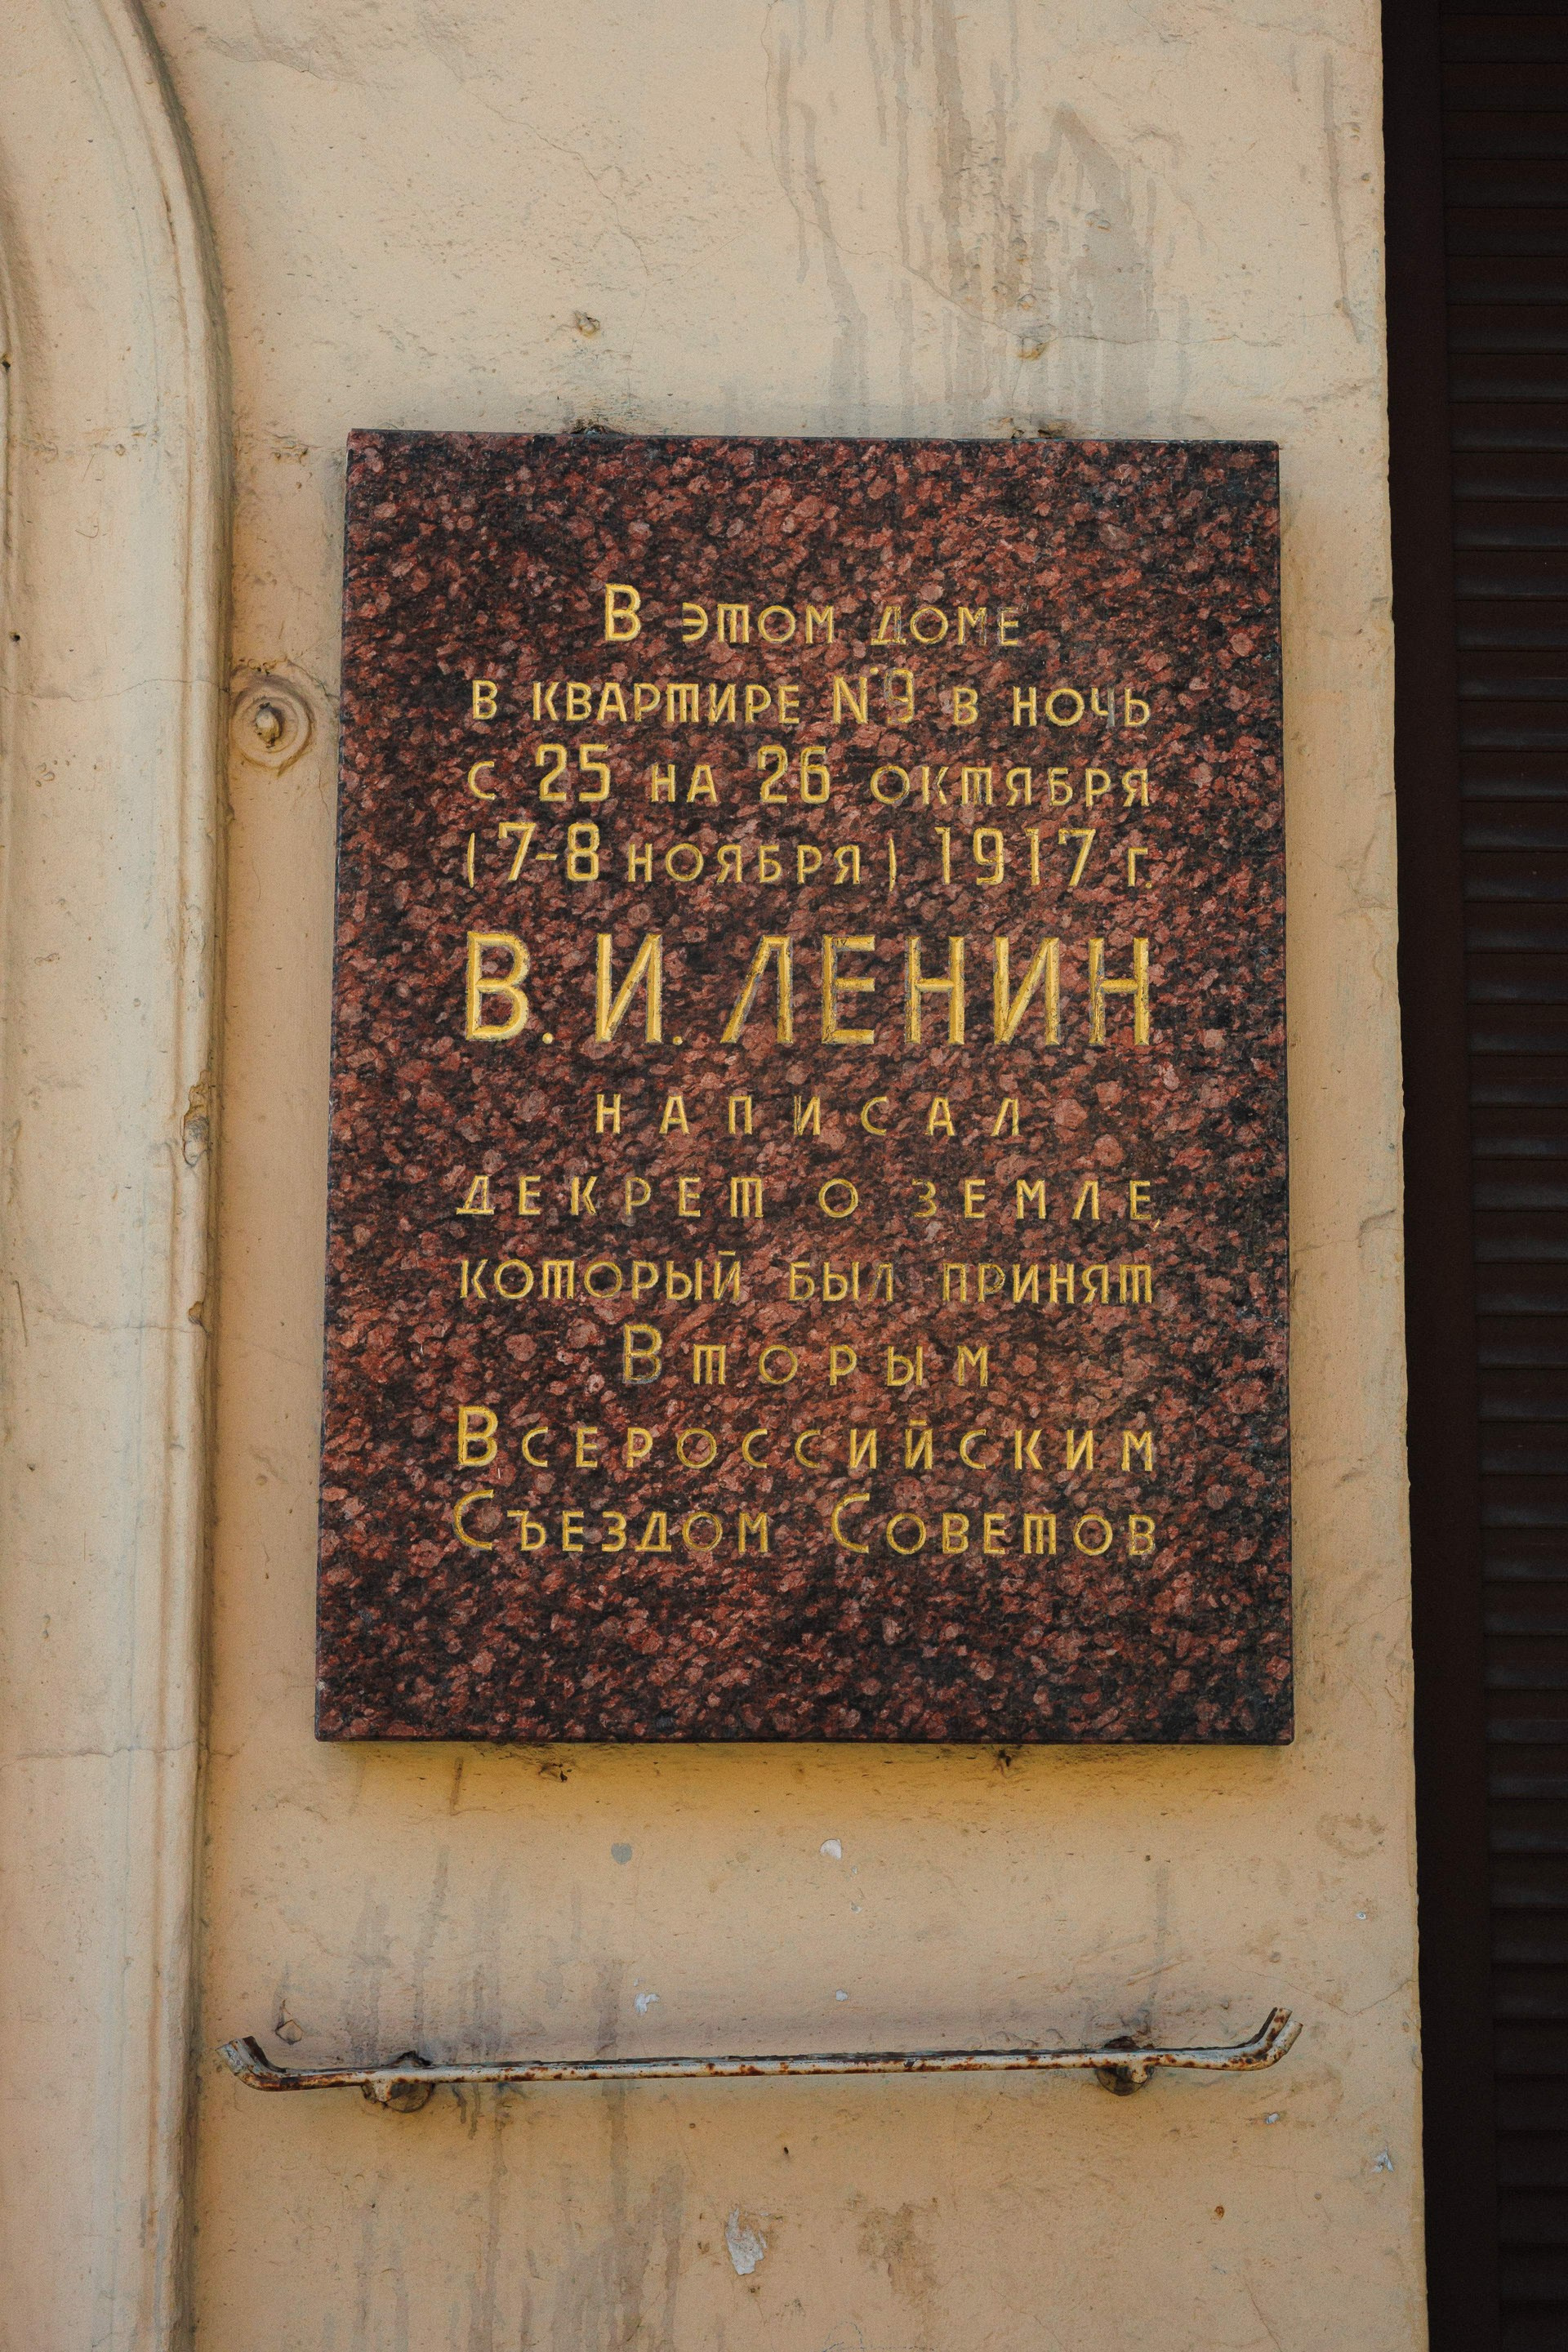 В этом доме
в квартире №9 в ночь
с 25 на 26 октября
(7-8 ноября) 1917 г.
В. И. ЛЕНИН
написал
декрет о земле,
который был принят
Вторым
Всероссийским
Съездом Советов